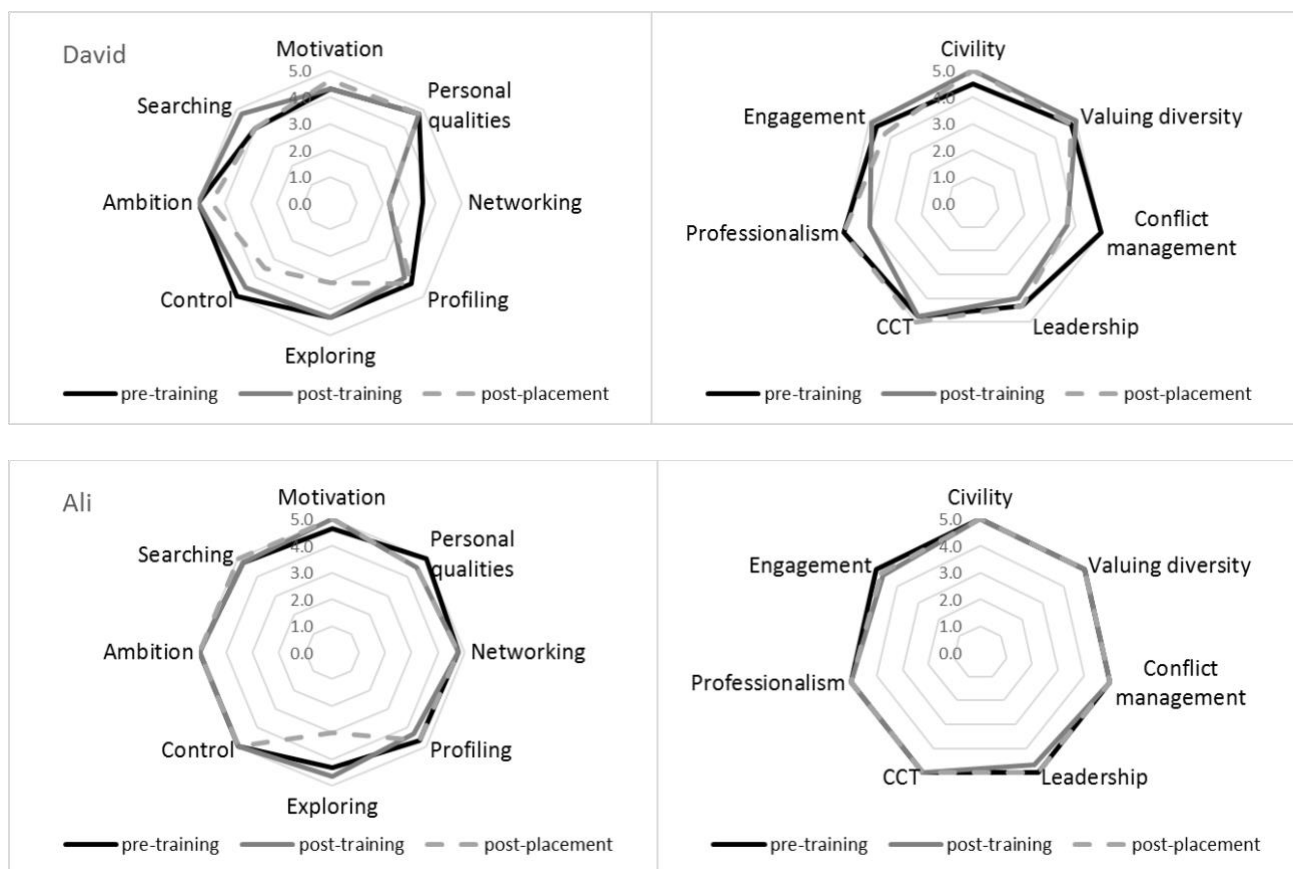 David
Motivation
Personal
qualities
Networking
Profiling
Exploring
Control
Ambition
Searching
5.0
4.0
3.0
2.0
1.0
0.0
pre-training
post-training
post-placement
Civility
Valuing diversity
Conflict
management
Leadership
CCT
Professionalism
Engagement
5.0
4.0
3.0
2.0
1.0
0.0
pre-training
post-training
post-placement
Ali
Motivation
Personal
qualities
Networking
Profiling
Exploring
Control
Ambition
Searching
5.0
4.0
3.0
2.0
1.0
0.0
pre-training
post-training
post-placement
Civility
Valuing diversity
Conflict
management
Leadership
CCT
Professionalism
Engagement
5.0
4.0
3.0
2.0
1.0
0.0
pre-training
post-training
post-placement